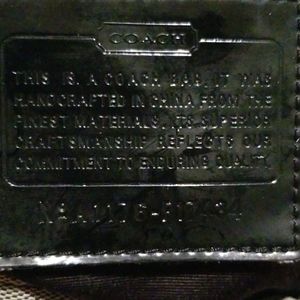 COACH
THIS IS A COACH BAG. IT WAS
HANDCRAFTED IN CHINA FROM THE
FINEST MATERIALS. ITS SUPERIOR
CRAFTSMANSHIP REFLECTS OUR
COMMITMENT TO ENDURING QUALITY.